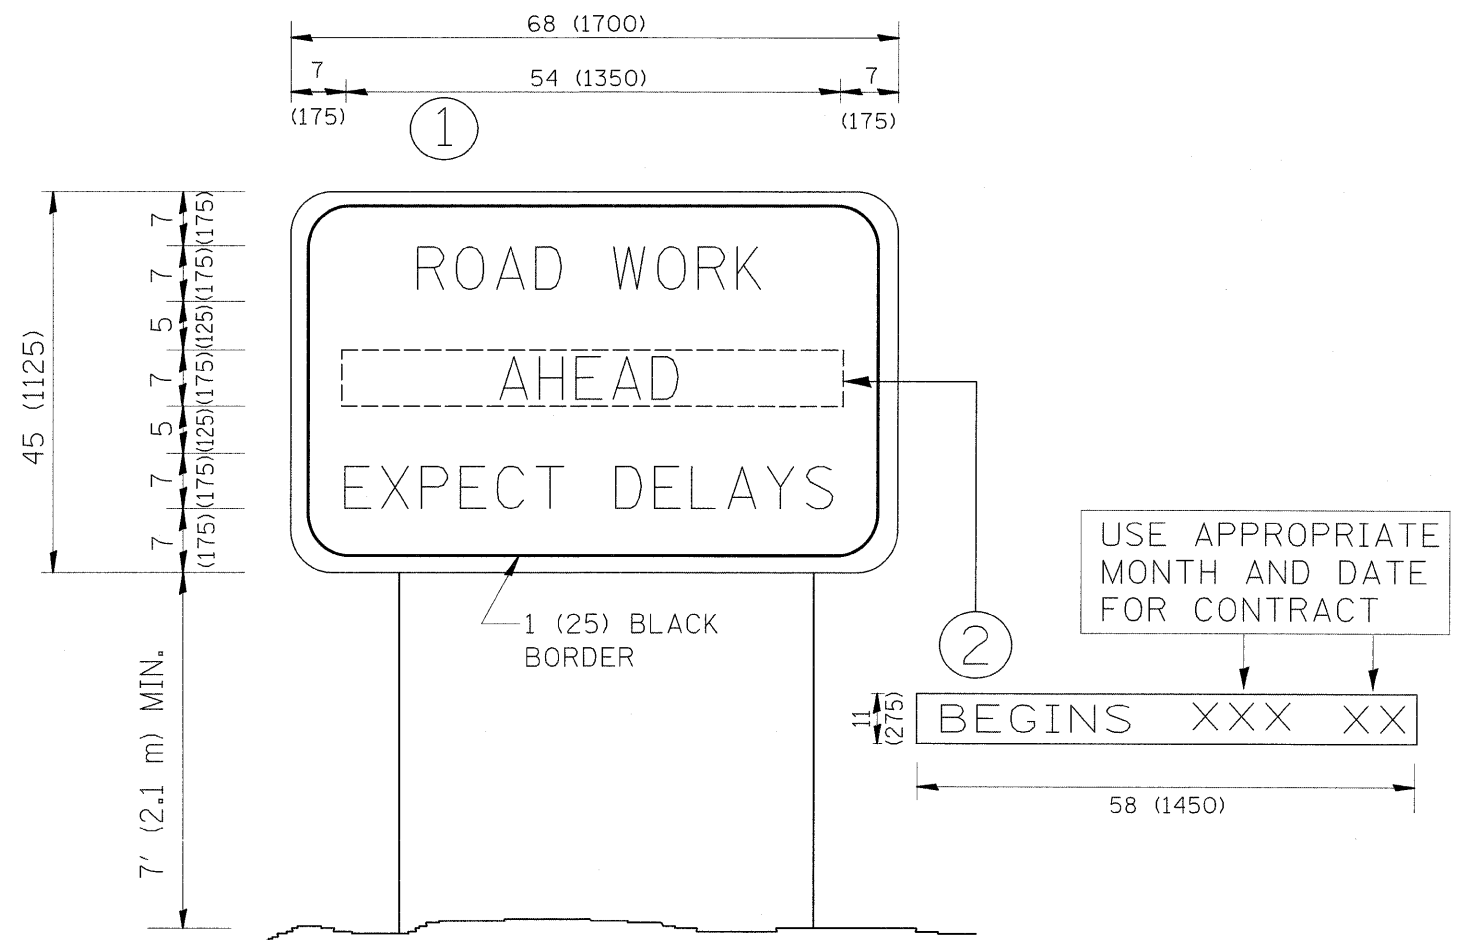 68 (1700)
7
54 (1350)
7
(175)
(175)
1
7
(175)
7
(175)
5
(125)
7
(175)
5
(125)
7
(175)
7
(175)
45 (1125)
ROAD WORK
AHEAD
EXPECT DELAYS
1 (25) BLACK
BORDER
7' (2.1 m) MIN.
2
USE APPROPRIATE
MONTH AND DATE
FOR CONTRACT
11
(275)
BEGINS XXX XX
58 (1450)